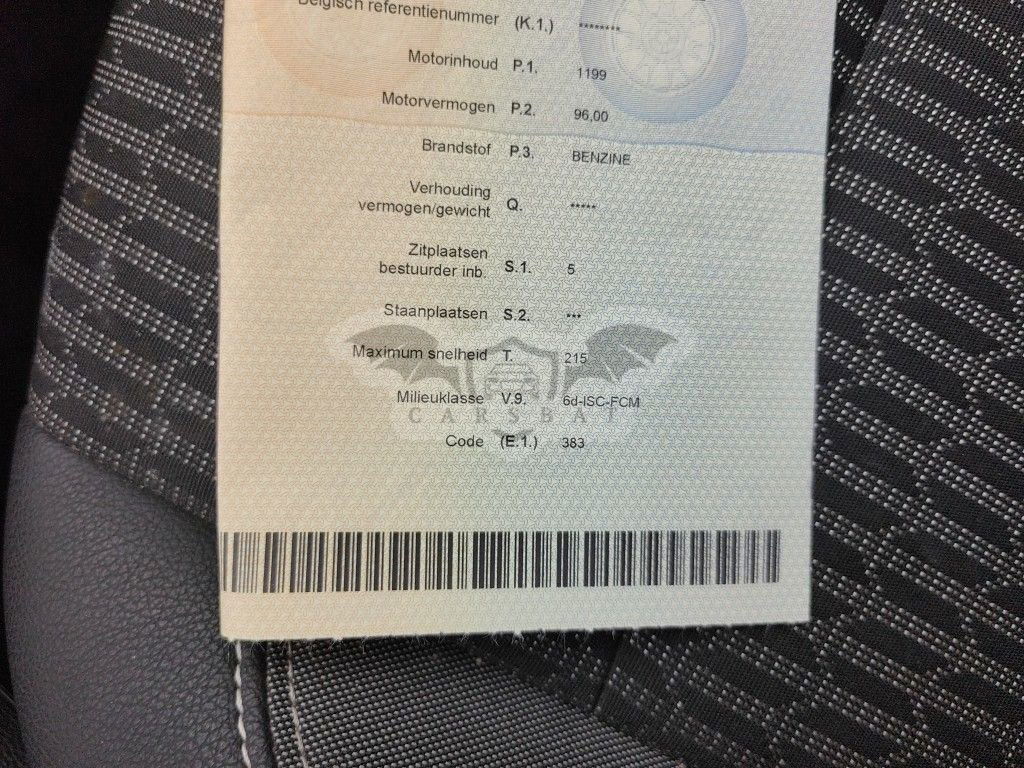 Belgisch referentienummer (K.1.) ********
Motorinhoud P.1. 1199
Motorvermogen P.2. 96,00
Brandstof P.3. BENZINE
Verhouding
vermogen/gewicht Q. *****
Zitplaatsen
bestuurder inb. S.1. 5
Staanplaatsen S.2. ***
Maximum snelheid T. 215
Milieuklasse V.9. 6d-ISC-FCM
CARSBAT
Code (E.1.) 383